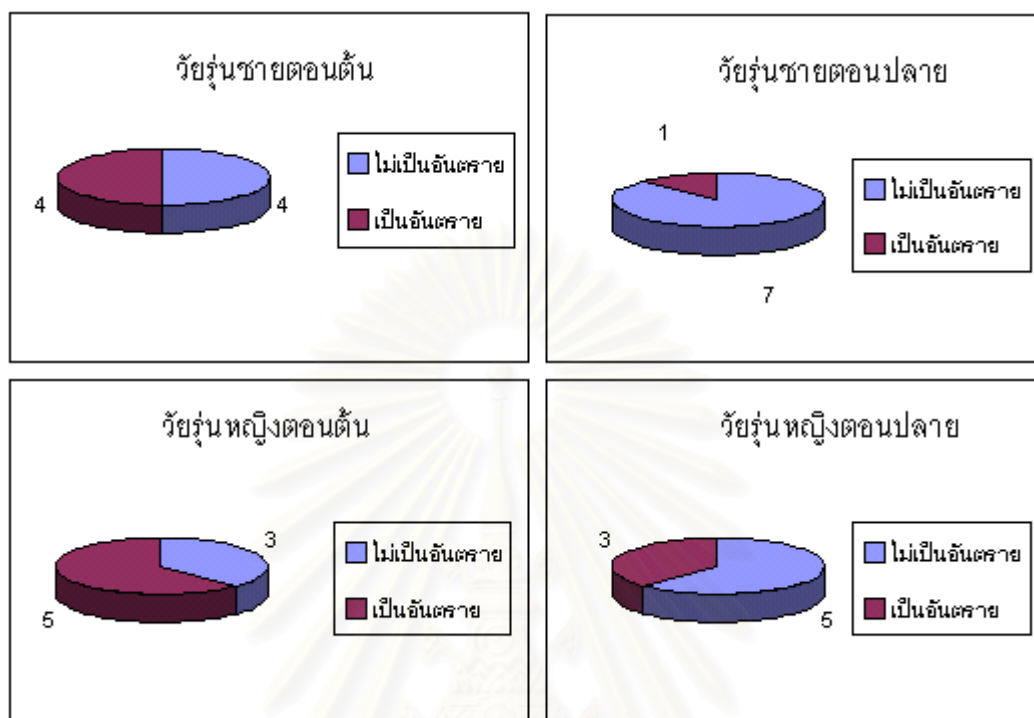 วัยรุ่นชายตอนต้น
4
4
ไม่เป็นอันตราย
เป็นอันตราย
วัยรุ่นชายตอนปลาย
1
7
ไม่เป็นอันตราย
เป็นอันตราย
วัยรุ่นหญิงตอนต้น
3
5
ไม่เป็นอันตราย
เป็นอันตราย
วัยรุ่นหญิงตอนปลาย
3
5
ไม่เป็นอันตราย
เป็นอันตราย